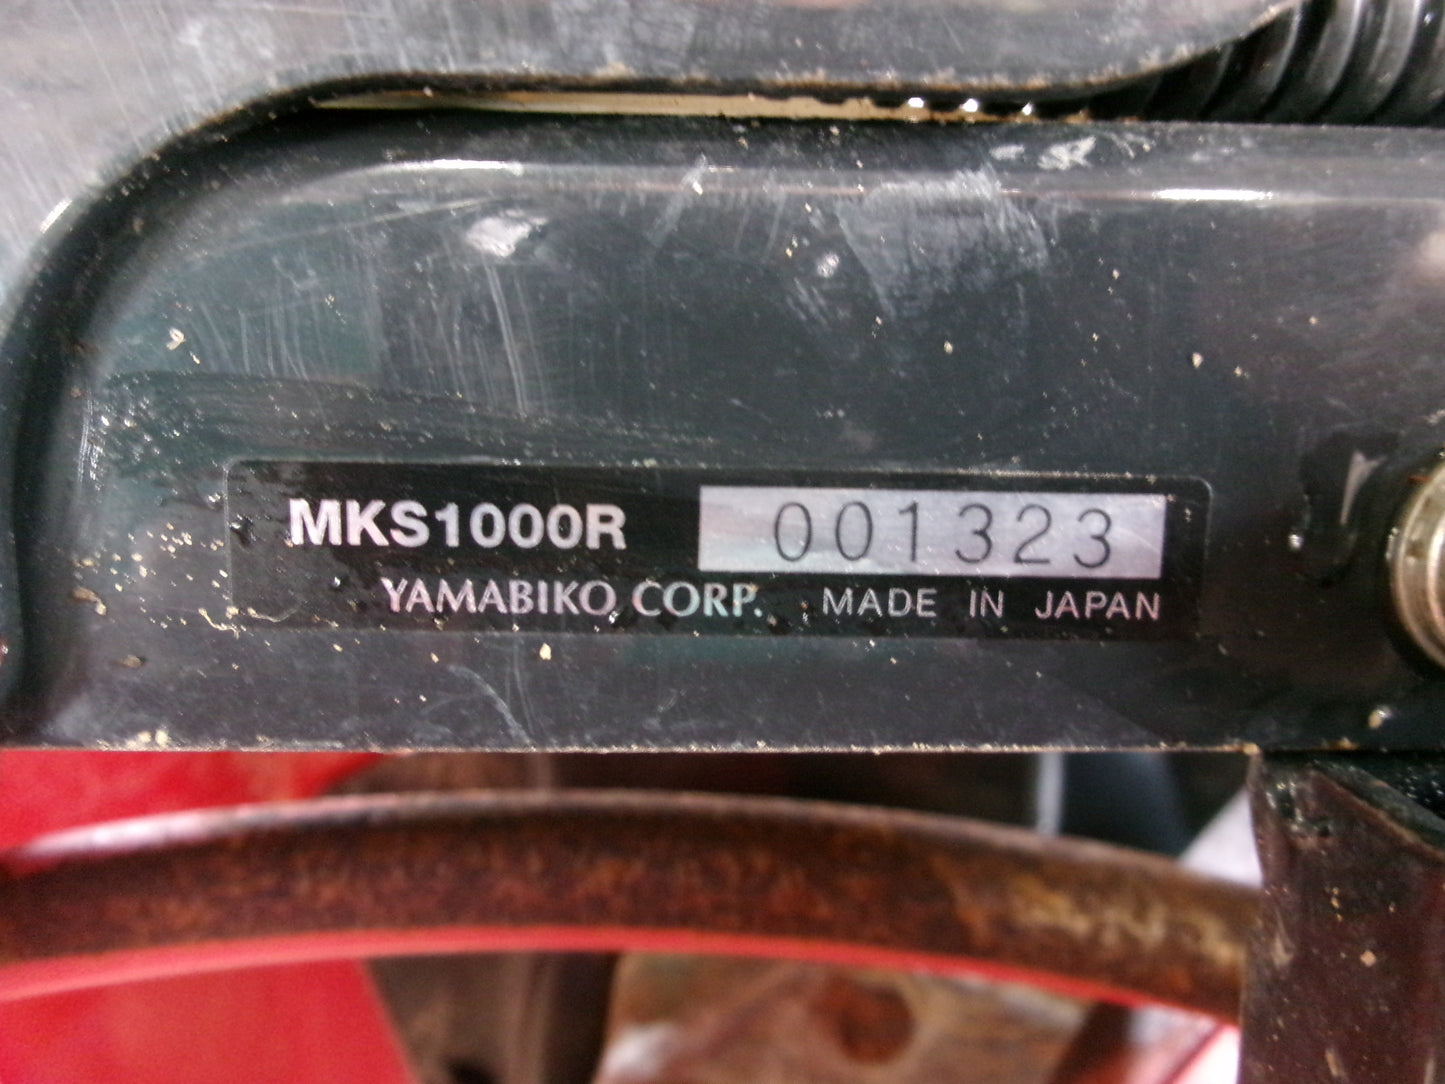 MKS1000R 001323
YAMABIKO CORP. MADE IN JAPAN